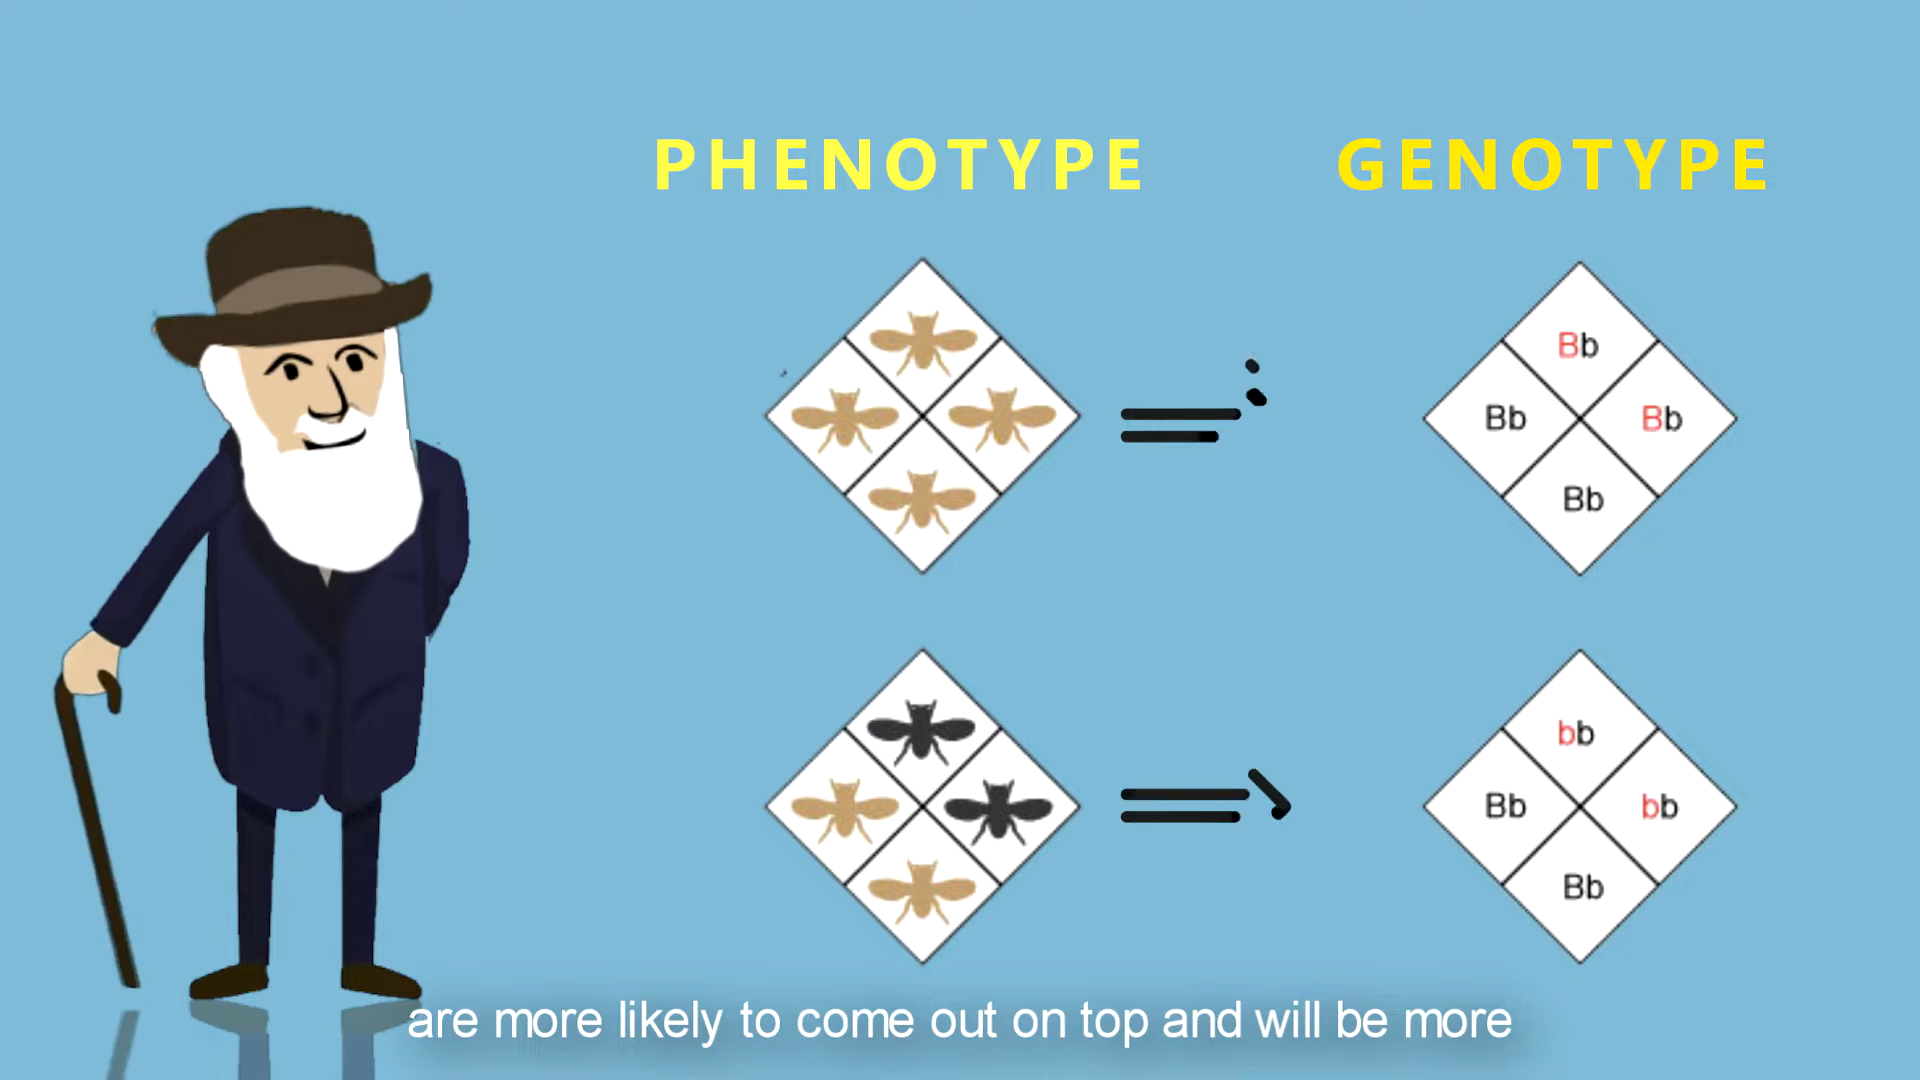 PHENOTYPE GENOTYPE
Bb
Bb Bb
Bb
bb
Bb bb
Bb
are more likely to come out on top and will be more